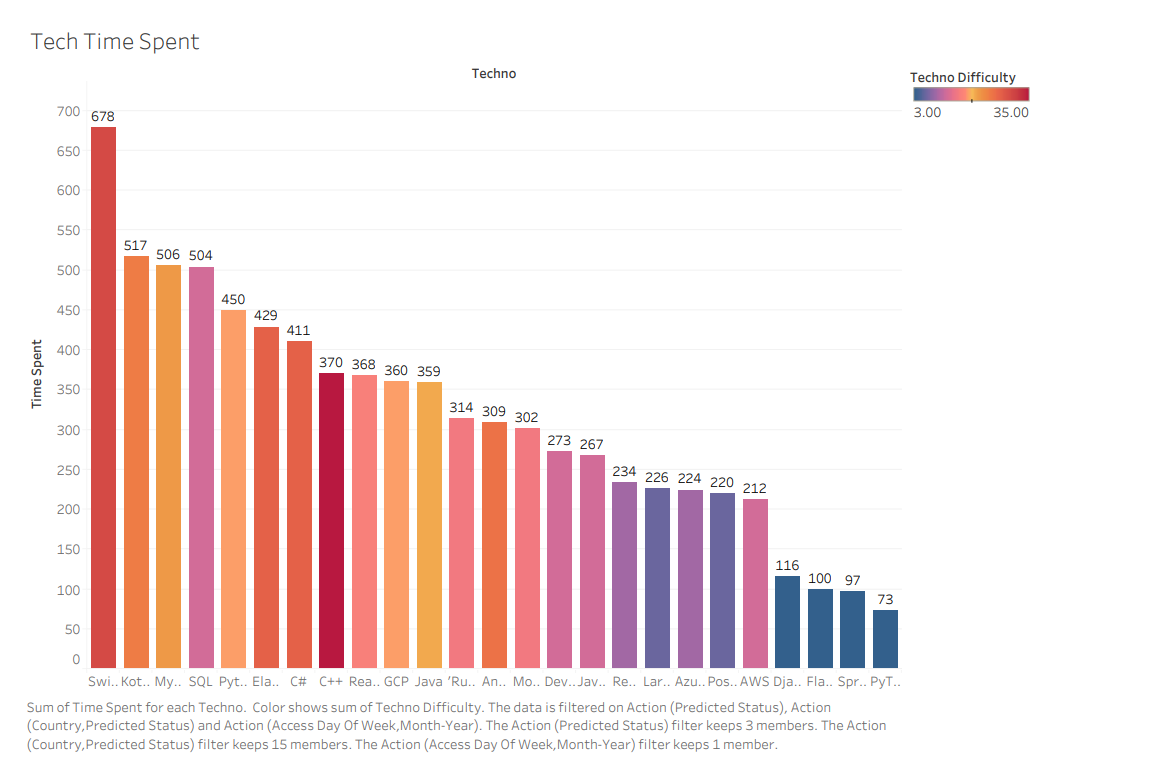 Tech Time Spent
Techno
Techno Difficulty
3.00 35.00
Time Spent
700
650
600
550
500
450
400
350
300
250
200
150
100
50
0
678 517 506 504 450 429 411 370 368 360 359 314 309 302 273 267 234 226 224 220 212 116 100 97 73
Swi.. Kot.. My.. SQL Pyt.. Ela.. C# C++ Rea.. GCP Java 'Ru.. An.. Mo.. Dev.. Jav.. Re.. Lar.. Azu.. Pos.. AWS Dja.. Fla.. Spr.. PyT..
Sum of Time Spent for each Techno.  Color shows sum of Techno Difficulty. The data is filtered on Action (Predicted Status), Action
(Country,Predicted Status) and Action (Access Day Of Week,Month-Year). The Action (Predicted Status) filter keeps 3 members. The Action
(Country,Predicted Status) filter keeps 15 members. The Action (Access Day Of Week,Month-Year) filter keeps 1 member.